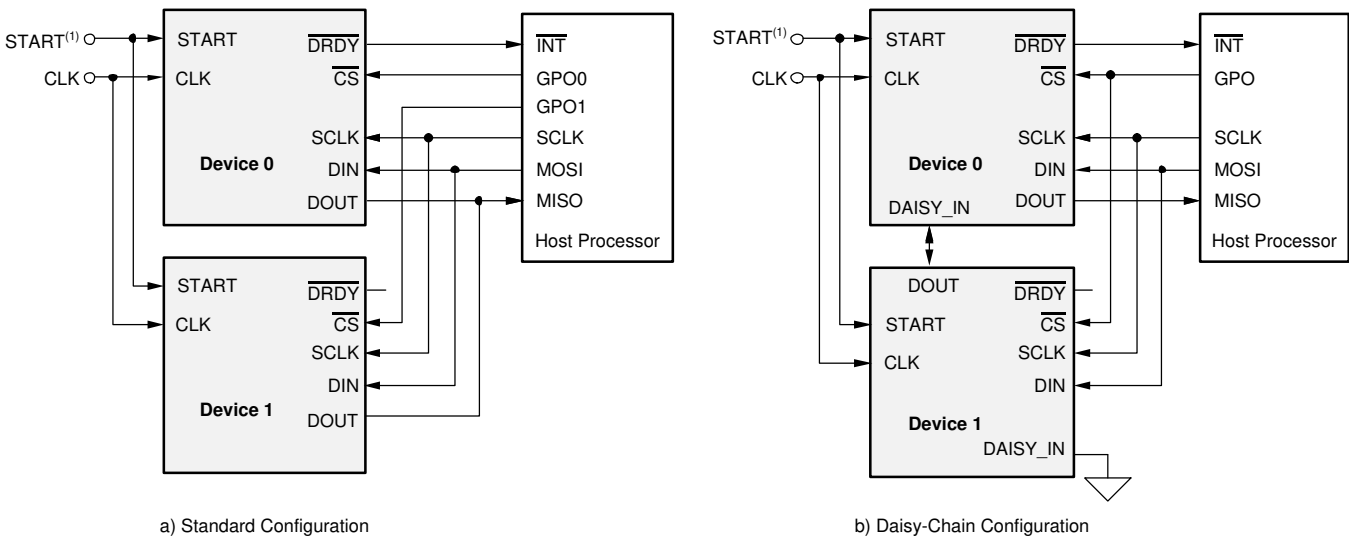 START(1)
CLK
START
CLK
DRDY
CS
SCLK
DIN
DOUT
Device 0
INT
GPO0
GPO1
SCLK
MOSI
MISO
Host Processor
START
CLK
DRDY
CS
SCLK
DIN
DOUT
Device 1
a) Standard Configuration
START(1)
CLK
START
CLK
DRDY
CS
SCLK
DIN
DOUT
Device 0
DAISY_IN
INT
GPO
SCLK
MOSI
MISO
Host Processor
DOUT
START
CLK
DRDY
CS
SCLK
DIN
Device 1
DAISY_IN
b) Daisy-Chain Configuration